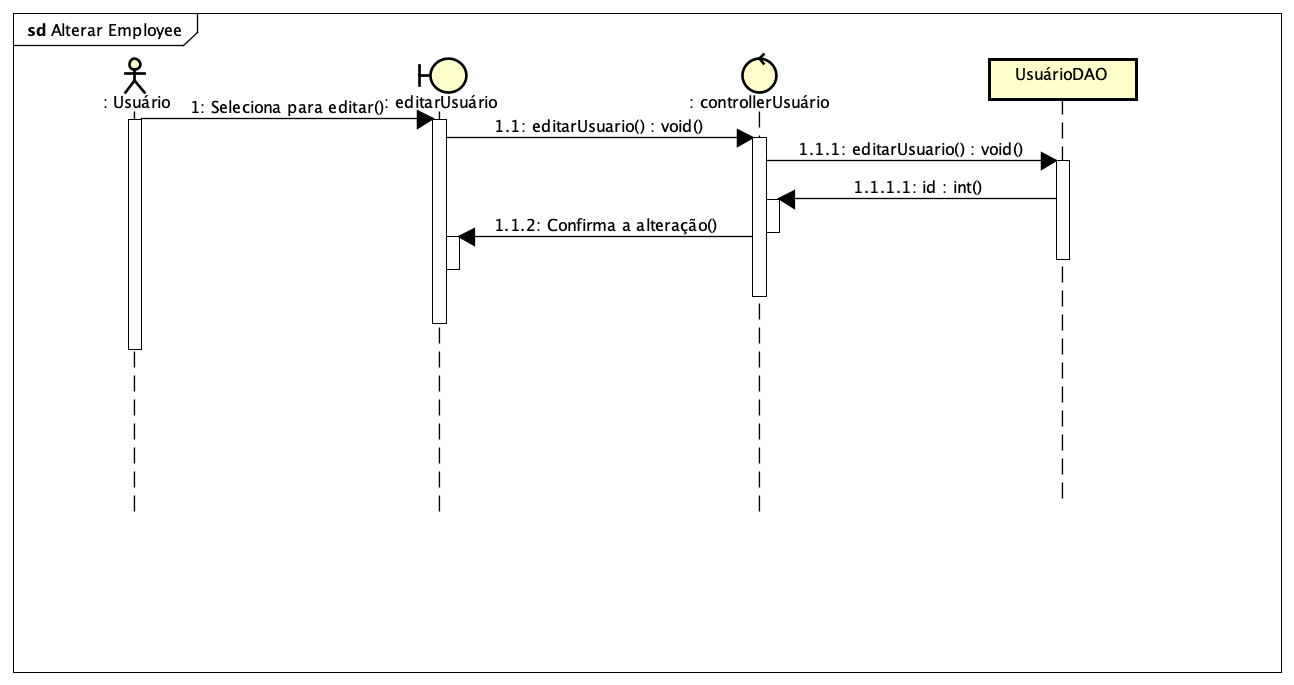 sd Alterar Employee
: Usuário
: editarUsuário
: controllerUsuário
UsuárioDAO
1: Seleciona para editar()
1.1: editarUsuario() : void()
1.1.1: editarUsuario() : void()
1.1.1.1: id : int()
1.1.2: Confirma a alteração()